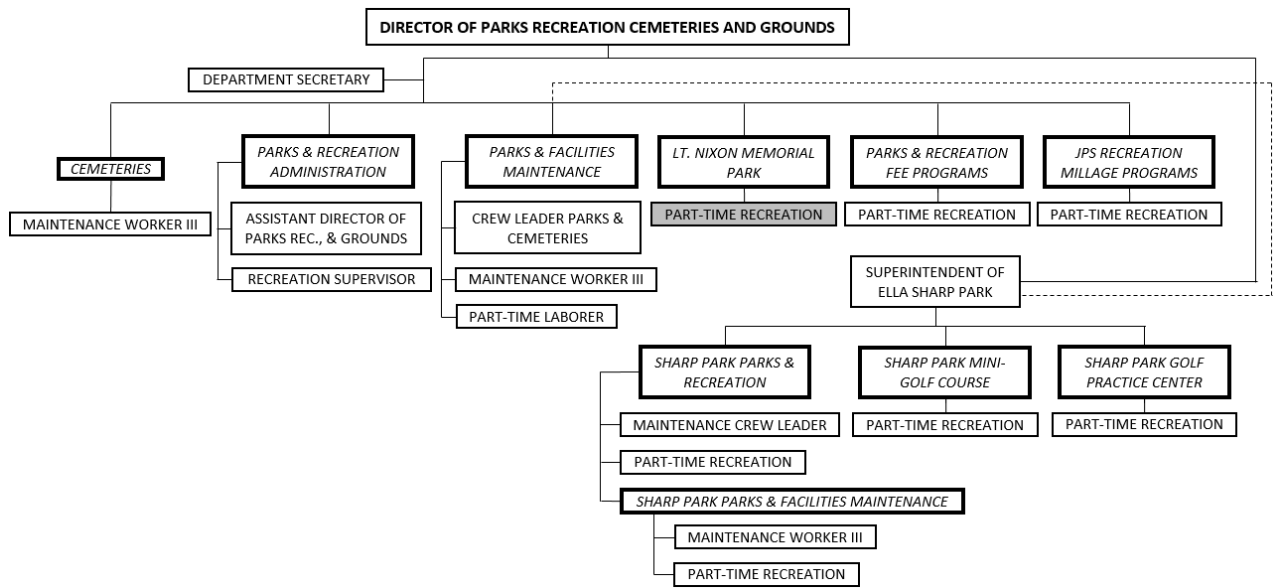 DIRECTOR OF PARKS RECREATION CEMETERIES AND GROUNDS
DEPARTMENT SECRETARY
CEMETERIES
MAINTENANCE WORKER III
PARKS & RECREATION
ADMINISTRATION
ASSISTANT DIRECTOR OF
PARKS REC., & GROUNDS
RECREATION SUPERVISOR
PARKS & FACILITIES
MAINTENANCE
CREW LEADER PARKS &
CEMETERIES
MAINTENANCE WORKER III
PART-TIME LABORER
LT. NIXON MEMORIAL
PARK
PART-TIME RECREATION
PARKS & RECREATION
FEE PROGRAMS
PART-TIME RECREATION
JPS RECREATION
MILLAGE PROGRAMS
PART-TIME RECREATION
SUPERINTENDENT OF
ELLA SHARP PARK
SHARP PARK PARKS &
RECREATION
MAINTENANCE CREW LEADER
PART-TIME RECREATION
SHARP PARK PARKS & FACILITIES MAINTENANCE
MAINTENANCE WORKER III
PART-TIME RECREATION
SHARP PARK MINI-
GOLF COURSE
PART-TIME RECREATION
SHARP PARK GOLF
PRACTICE CENTER
PART-TIME RECREATION